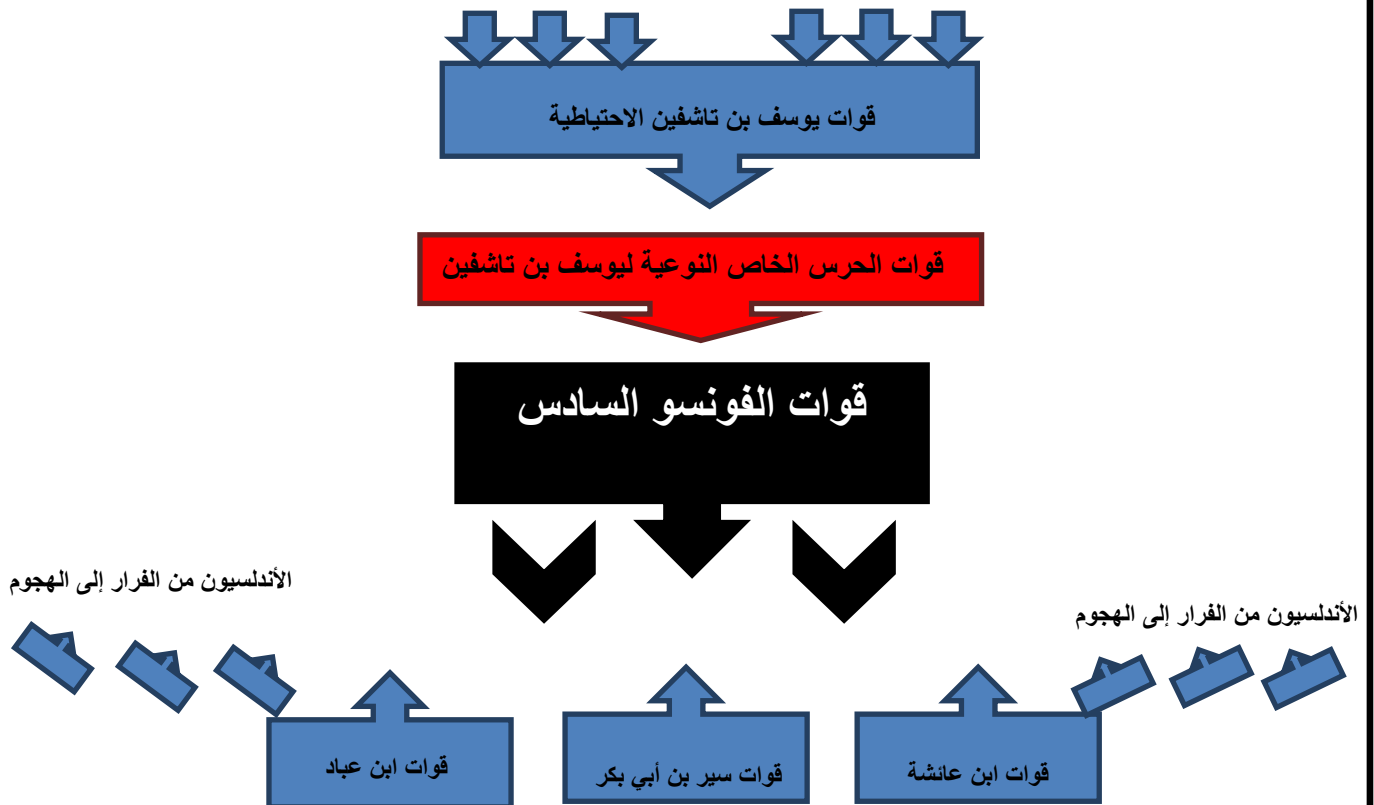 قوات يوسف بن تاشفين الاحتياطية
قوات الحرس الخاص النوعية ليوسف بن تاشفين
قوات الفونسو السادس
الأندلسيون من الفرار إلى الهجوم
الأندلسيون من الفرار إلى الهجوم
قوات ابن عائشة
قوات سير بن أبي بكر
قوات ابن عباد